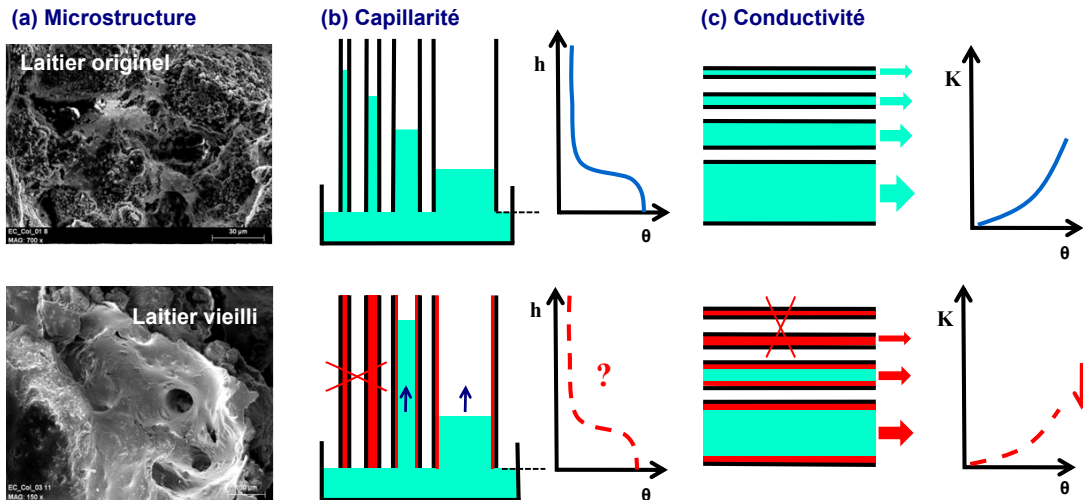 (a) Microstructure
(b) Capillarité
(c) Conductivité
Laitier originel
EC_Col_01 8
MAG: 700 x
30 µm
h
θ
K
θ
Laitier vieilli
EC_Col_03 11
MAG: 150 x
h
?
θ
K
θ